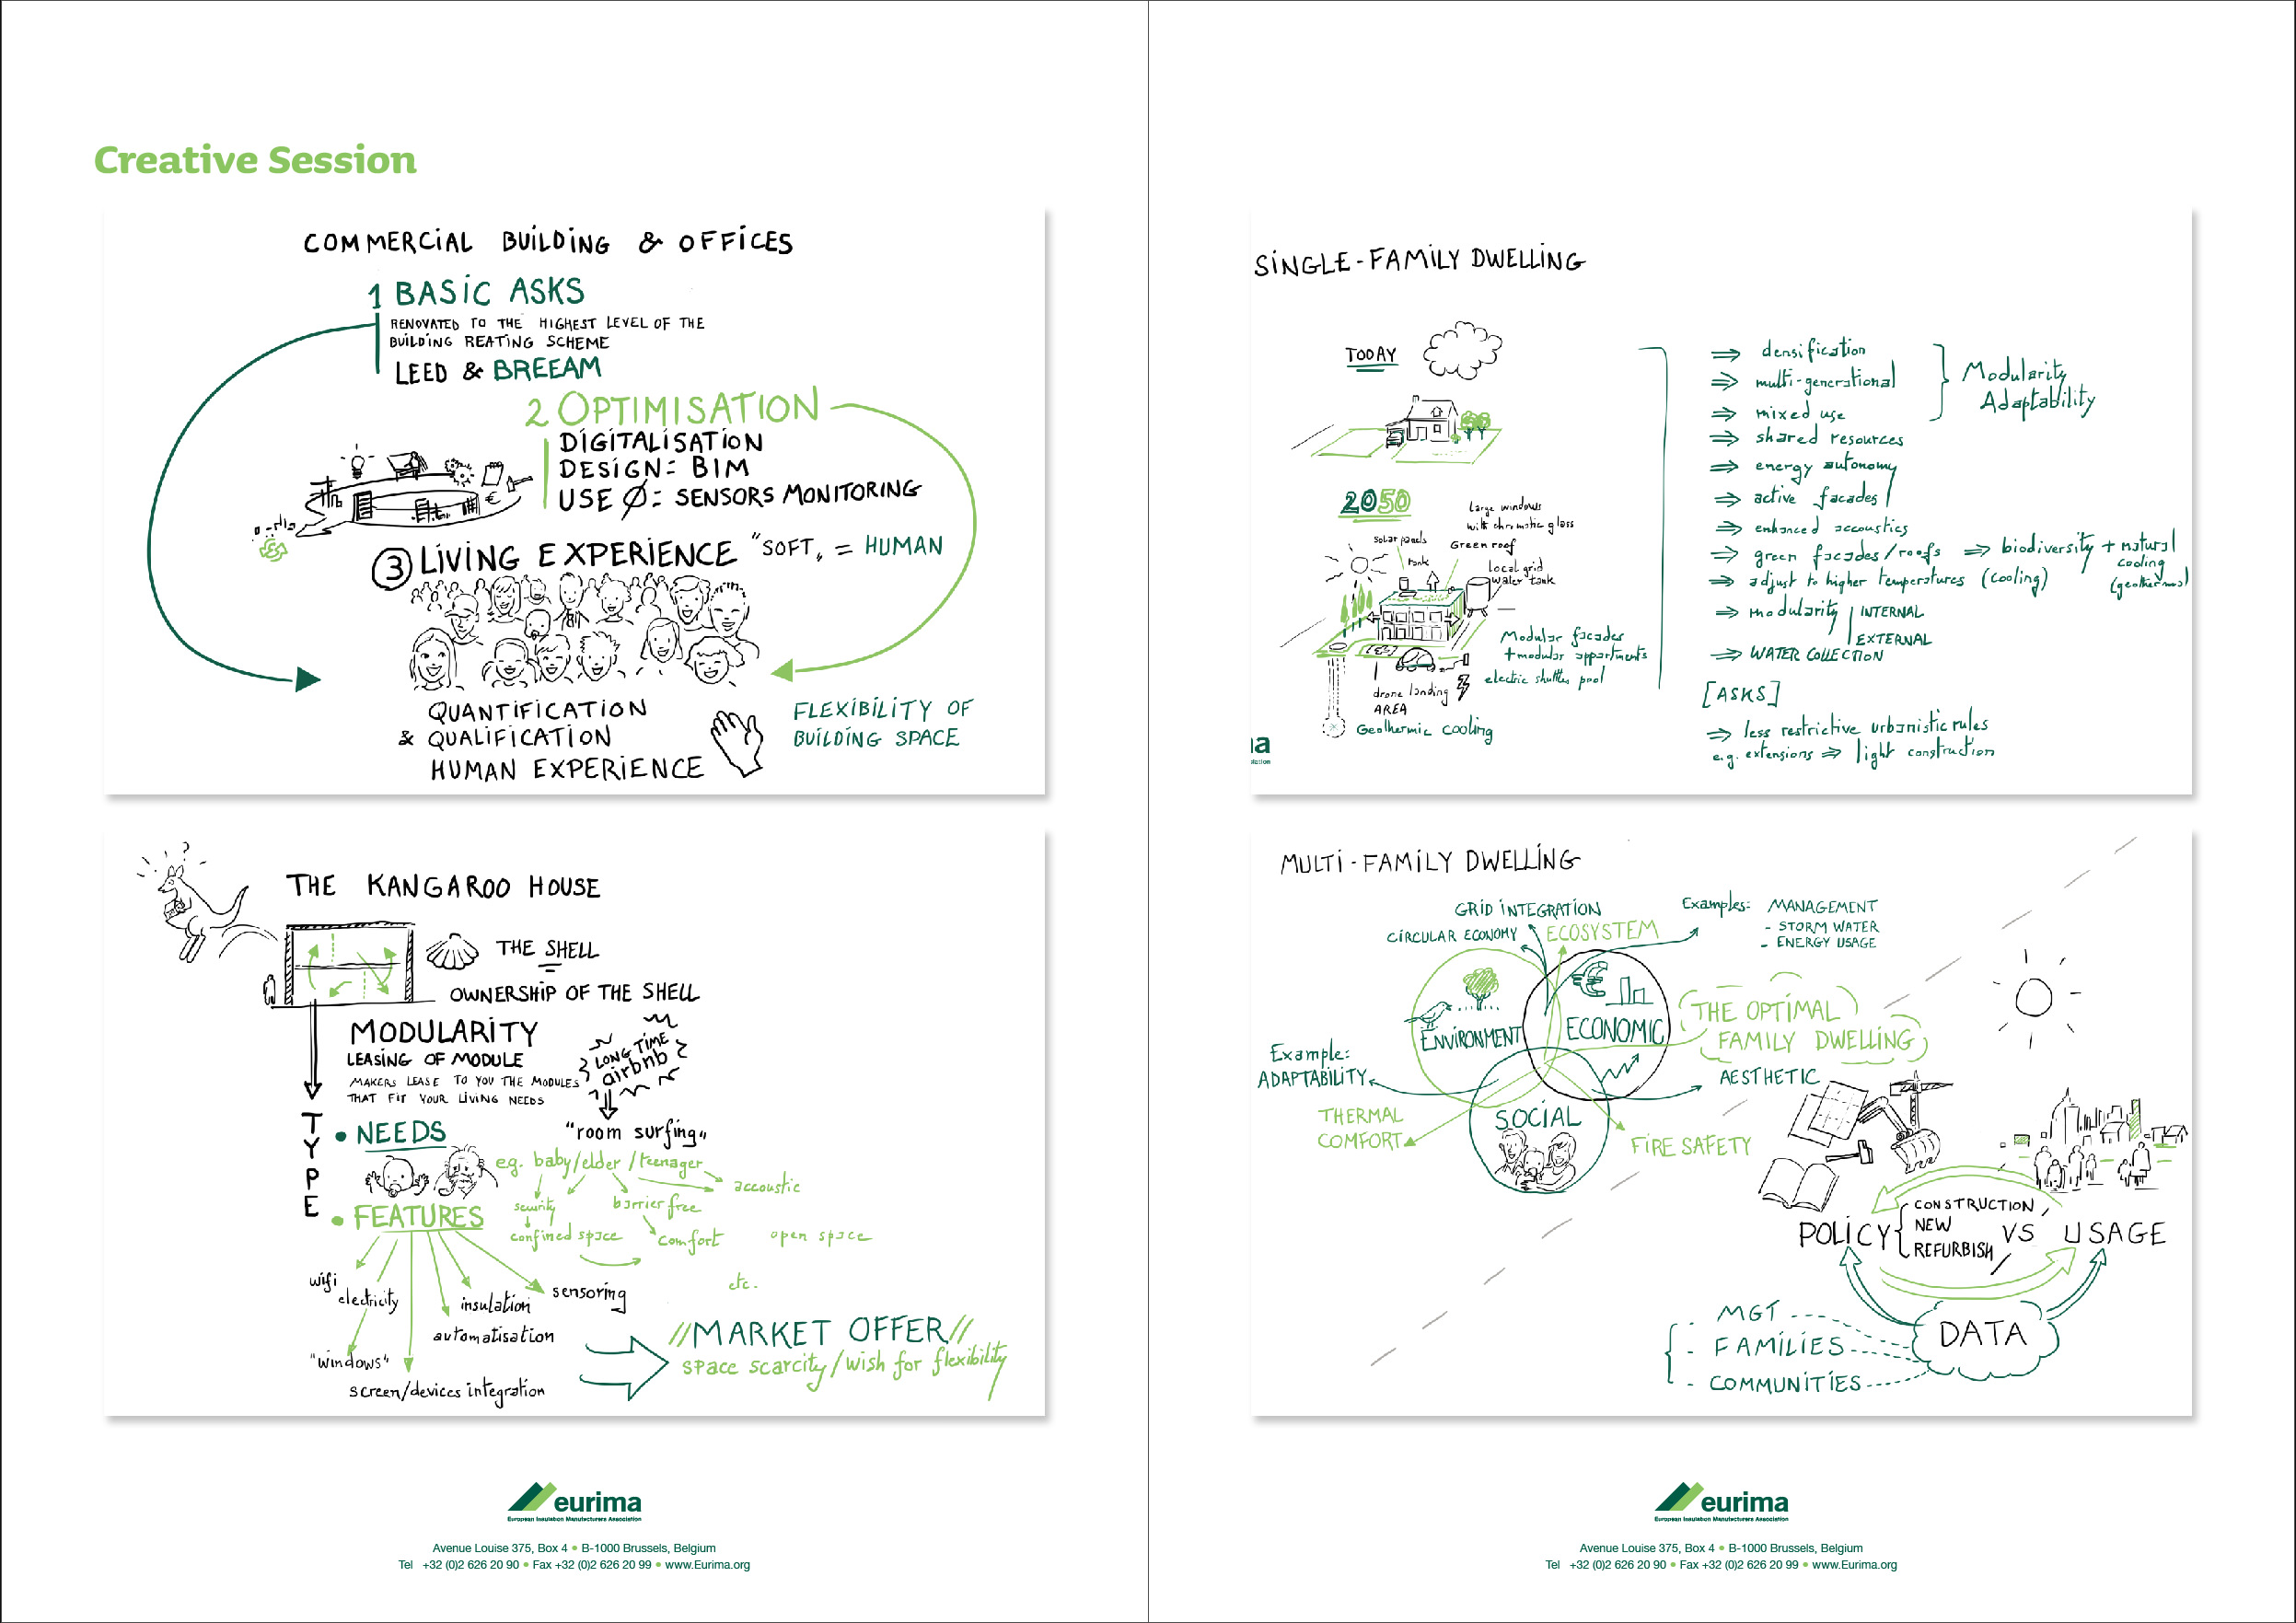 Creative Session
COMMERCIAL BUILDING & OFFICES
1 BASIC ASKS
RENOVATED TO THE HIGHEST LEVEL OF THE
BUILDING REATING SCHEME
LEED & BREEAM
2 OPTIMISATION
DIGITALISATION
DESIGN = BIM
USE Ø = SENSORS MONITORING
€
3 LIVING EXPERIENCE "SOFT„ = HUMAN
QUANTIFICATION
& QUALIFICATION
HUMAN EXPERIENCE
FLEXIBILITY OF
BUILDING SPACE
THE KANGAROO HOUSE
?
THE SHELL
OWNERSHIP OF THE SHELL
MODULARITY
LEASING OF MODULE
MAKERS LEASE TO YOU THE MODULES
THAT FIT YOUR LIVING NEEDS
LONG TIME
airbnb
"room surfing„
TYPE
• NEEDS
e.g. baby/elder/teenager
accoustic
security
barrier free
confined space
comfort
open space
etc.
• FEATURES
wifi
electricity
insulation
sensoring
automatisation
"windows"
screen/devices integration
//MARKET OFFER//
space scarcity/wish for flexibility
eurima
European Insulation Manufacturers Association
Avenue Louise 375, Box 4 • B-1000 Brussels, Belgium
Tel +32 (0)2 626 20 90 • Fax +32 (0)2 626 20 99 • www.Eurima.org
SINGLE-FAMILY DWELLING
TODAY
2050
Large windows
with chromatic glass
solar panels
Green roof
tank
local grid
water tank
Modular facades
+modular appartments
electric shuttles pool
drone landing
AREA
Geothermic cooling
⇒ densification
⇒ multi-generational
⇒ mixed use
Modularity
Adaptability
⇒ shared resources
⇒ energy autonomy
⇒ active facades
⇒ enhanced accoustics
⇒ green facades/roofs ⇒ biodiversity + natural
cooling
(geothermal)
⇒ adjust to higher temperatures (cooling)
⇒ modularity INTERNAL
EXTERNAL
⇒ WATER COLLECTION
[ASKS]
⇒ less restrictive urbanistic rules
e.g. extensions ⇒ light construction
MULTI-FAMILY DWELLING
GRID INTEGRATION
CIRCULAR ECONOMY
ECOSYSTEM
Examples: MANAGEMENT
- STORM WATER
- ENERGY USAGE
€
ENVIRONMENT
ECONOMIC
THE OPTIMAL
FAMILY DWELLING
Example:
ADAPTABILITY
AESTHETIC
THERMAL
COMFORT
SOCIAL
FIRE SAFETY
POLICY
CONSTRUCTION
NEW
REFURBISH
VS USAGE
DATA
- MGT
- FAMILIES
- COMMUNITIES
eurima
European Insulation Manufacturers Association
Avenue Louise 375, Box 4 • B-1000 Brussels, Belgium
Tel +32 (0)2 626 20 90 • Fax +32 (0)2 626 20 99 • www.Eurima.org